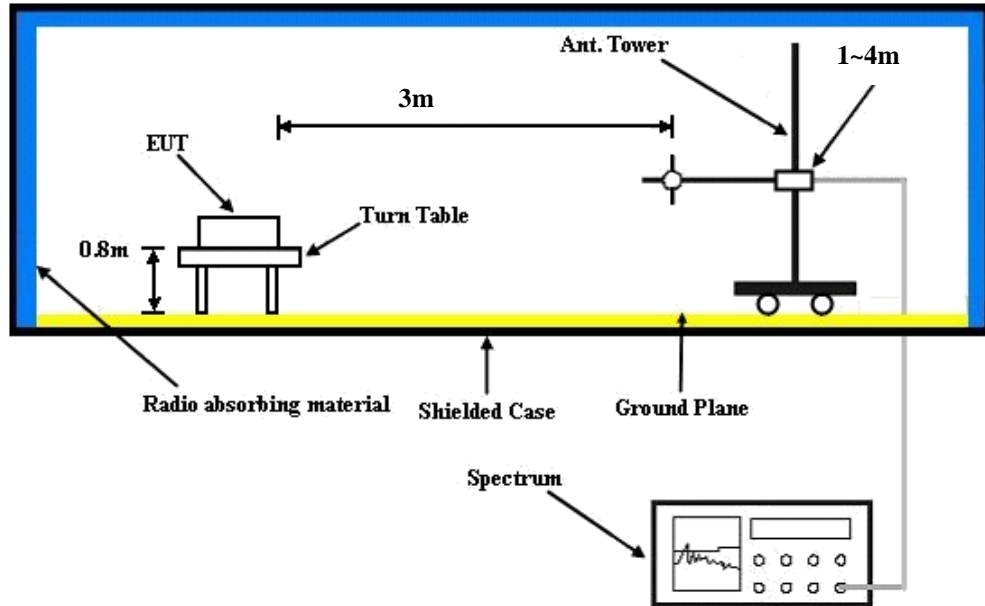 Ant. Tower
1~4m
3m
EUT
Turn Table
0.8m
Radio absorbing material
Shielded Case
Ground Plane
Spectrum